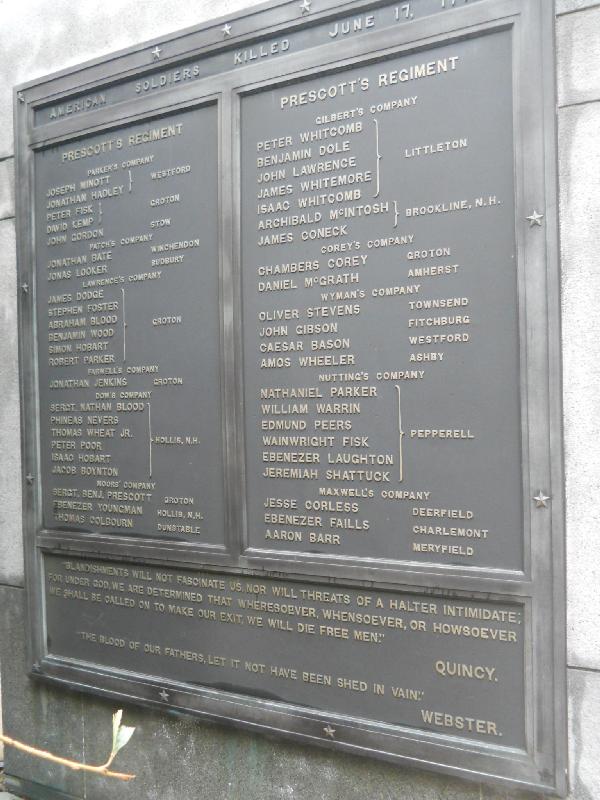 AMERICAN SOLDIERS KILLED JUNE 17,
PRESCOTT'S REGIMENT
PARKER'S COMPANY
JOSEPH MINOTT
JONATHAN HADLEY
WESTFORD
PETER FISK
DAVID KEMP GROTON
JOHN GORDON STOW
PATCH'S COMPANY
JONATHAN BATE WINCHENDON
JONAS LOOKER SUDBURY
LAWRENCE'S COMPANY
JAMES DODGE
STEPHEN FOSTER
ABRAHAM BLOOD
BENJAMIN WOOD GROTON
SIMON HOBART
ROBERT PARKER
FARWELL'S COMPANY
JONATHAN JENKINS GROTON
DOW'S COMPANY
SERGT. NATHAN BLOOD
PHINEAS NEVERS
THOMAS WHEAT JR.
PETER POOR HOLLIS, N.H.
ISAAC HOBART
JACOB BOYNTON
MOORS' COMPANY
SERGT. BENJ. PRESCOTT GROTON
EBENEZER YOUNGMAN HOLLIS, N.H.
THOMAS COLBOURN DUNSTABLE
PRESCOTT'S REGIMENT
GILBERT'S COMPANY
PETER WHITCOMB
BENJAMIN DOLE
JOHN LAWRENCE LITTLETON
JAMES WHITEMORE
ISAAC WHITCOMB
ARCHIBALD McINTOSH BROOKLINE, N.H.
JAMES CONECK
COREY'S COMPANY
CHAMBERS COREY GROTON
DANIEL McGRATH AMHERST
WYMAN'S COMPANY
OLIVER STEVENS TOWNSEND
JOHN GIBSON FITCHBURG
CAESAR BASON WESTFORD
AMOS WHEELER ASHBY
NUTTING'S COMPANY
NATHANIEL PARKER
WILLIAM WARRIN
EDMUND PEERS
WAINWRIGHT FISK PEPPERELL
EBENEZER LAUGHTON
JEREMIAH SHATTUCK
MAXWELL'S COMPANY
JESSE CORLESS DEERFIELD
EBENEZER FAILLS CHARLEMONT
AARON BARR MERYFIELD
"BLANDISHMENTS WILL NOT FASCINATE US, NOR WILL THREATS OF A HALTER INTIMIDATE;
FOR UNDER GOD, WE ARE DETERMINED THAT WHERESOEVER, WHENSOEVER, OR HOWSOEVER
WE SHALL BE CALLED ON TO MAKE OUR EXIT, WE WILL DIE FREE MEN."
QUINCY.
"THE BLOOD OF OUR FATHERS, LET IT NOT HAVE BEEN SHED IN VAIN."
WEBSTER.